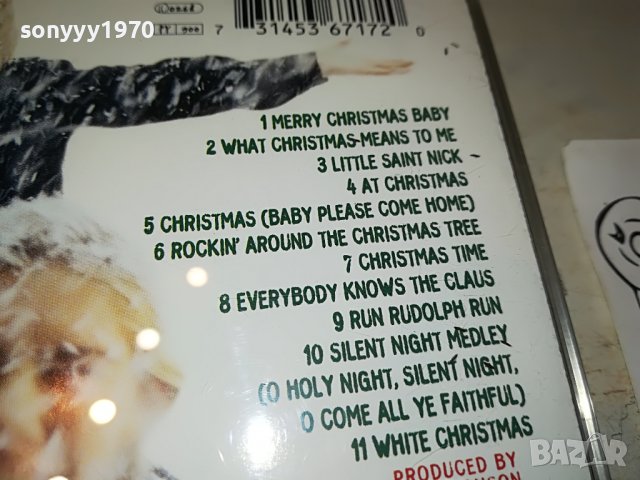 sonyyy1970
PY 900
7 31453 67172 0
1 MERRY CHRISTMAS BABY
2 WHAT CHRISTMAS MEANS TO ME
3 LITTLE SAINT NICK
4 AT CHRISTMAS
5 CHRISTMAS (BABY PLEASE COME HOME)
6 ROCKIN' AROUND THE CHRISTMAS TREE
7 CHRISTMAS TIME
8 EVERYBODY KNOWS THE CLAUS
9 RUN RUDOLPH RUN
10 SILENT NIGHT MEDLEY
(O HOLY NIGHT, SILENT NIGHT,
O COME ALL YE FAITHFUL)
11 WHITE CHRISTMAS
PRODUCED BY
BAZAR
bg